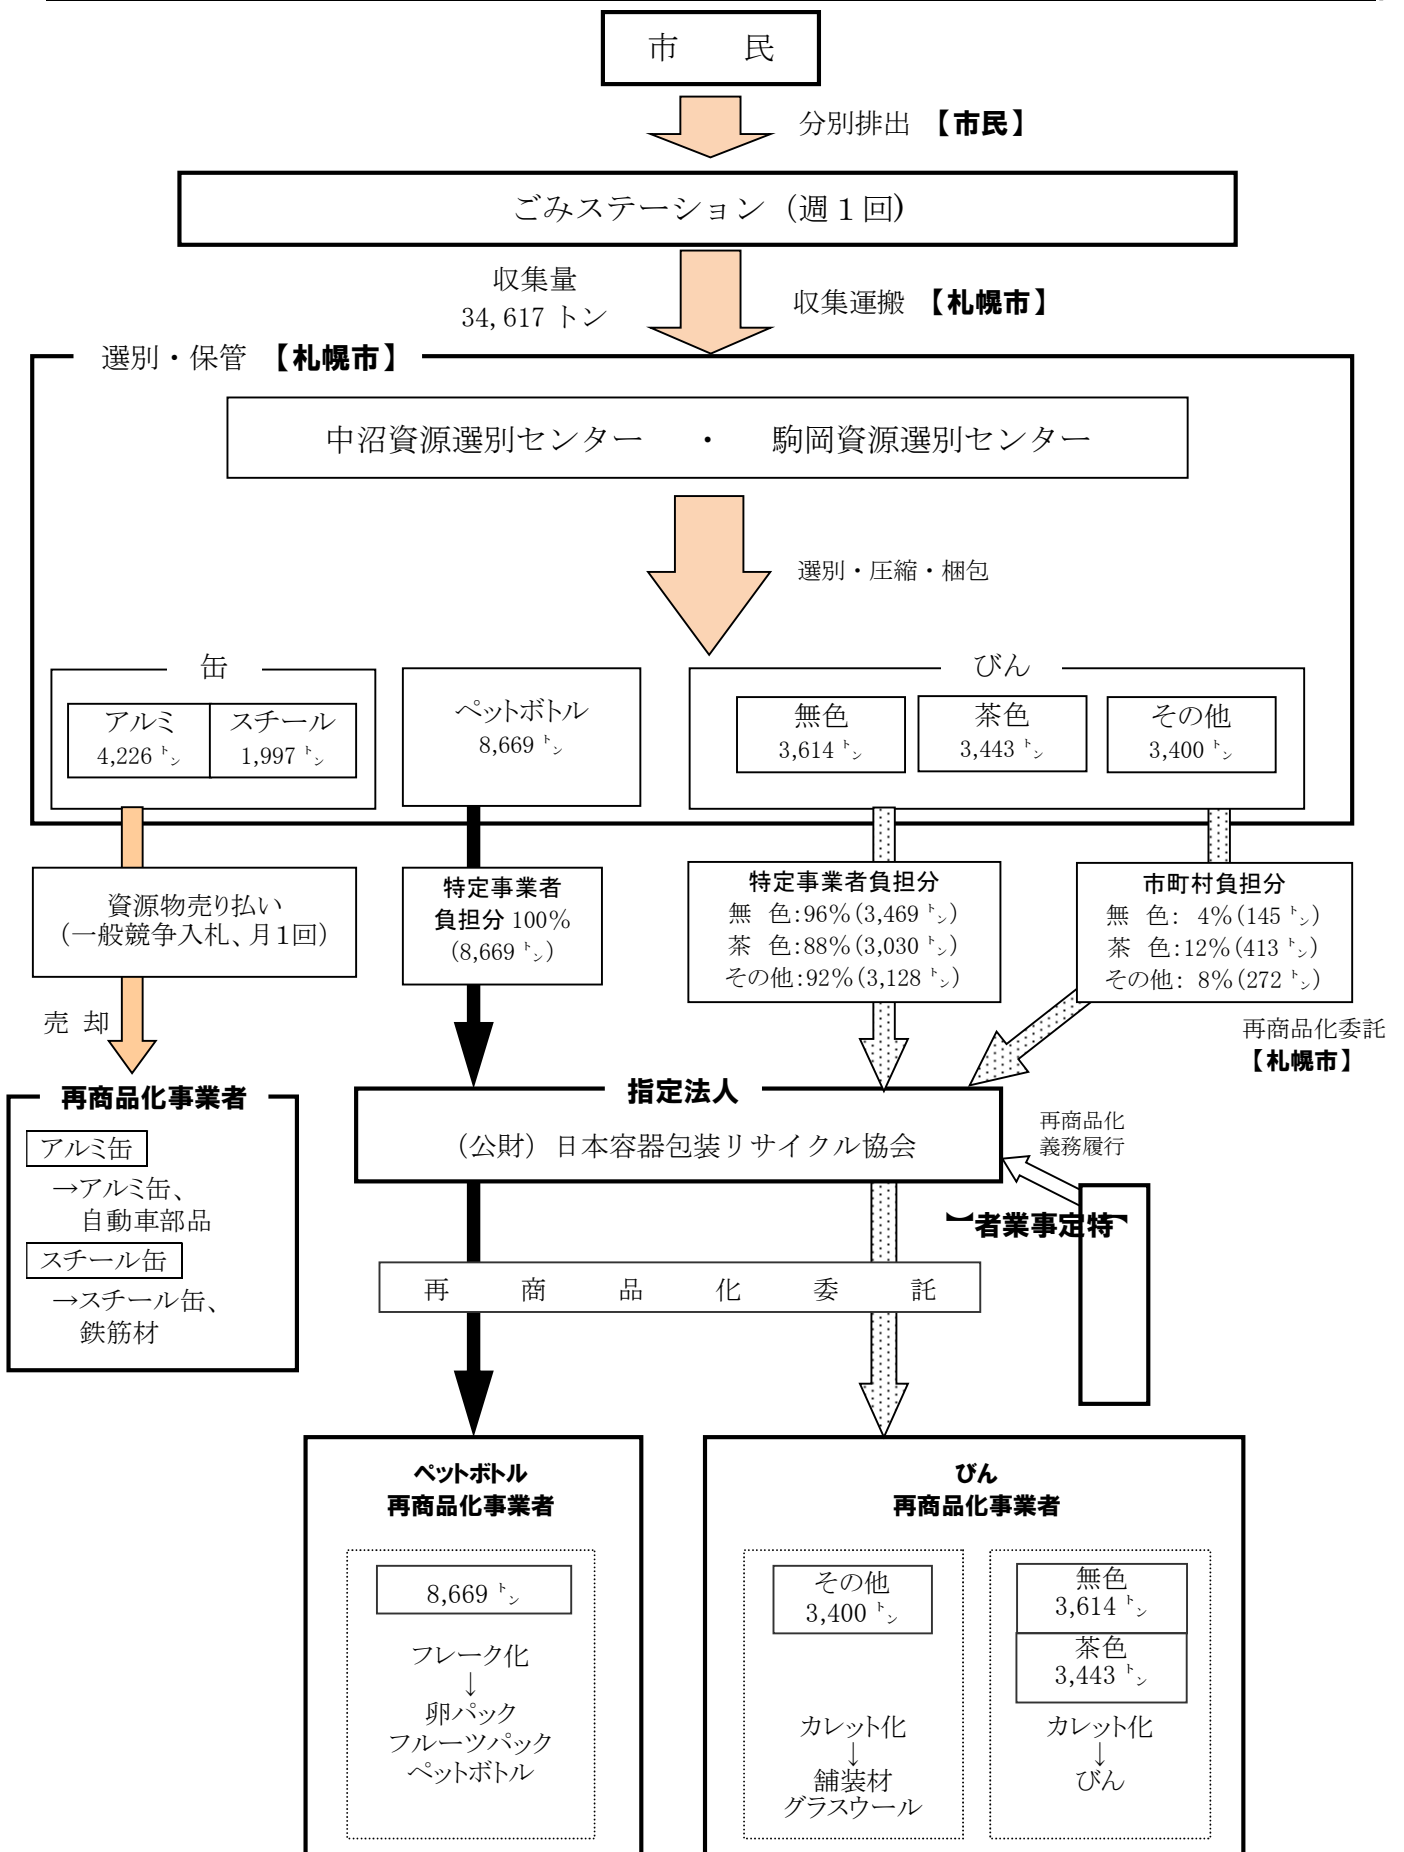 市　民
分別排出 【市民】
ごみステーション (週１回)
収集量
34,617 トン
収集運搬 【札幌市】
選別・保管 【札幌市】
中沼資源選別センター　・　駒岡資源選別センター
選別・圧縮・梱包
缶
アルミ
4,226 トン
スチール
1,997 トン
ペットボトル
8,669 トン
びん
無色
3,614 トン
茶色
3,443 トン
その他
3,400 トン
資源物売り払い
(一般競争入札、月1回)
特定事業者
負担分 100%
(8,669 トン)
特定事業者負担分
無　色:96%(3,469 トン)
茶　色:88%(3,030 トン)
その他:92%(3,128 トン)
市町村負担分
無　色: 4%(145 トン)
茶　色:12%(413 トン)
その他: 8%(272 トン)
売 却
再商品化委託
【札幌市】
再商品化事業者
アルミ缶
→アルミ缶、
自動車部品
スチール缶
→スチール缶、
鉄筋材
指定法人
(公財) 日本容器包装リサイクル協会
再商品化
義務履行
【特定事業者】
再商品化委託
ペットボトル
再商品化事業者
8,669 トン
フレーク化
↓
卵パック
フルーツパック
ペットボトル
びん
再商品化事業者
その他
3,400 トン
カレット化
↓
舗装材
グラスウール
無色
3,614 トン
茶色
3,443 トン
カレット化
↓
びん